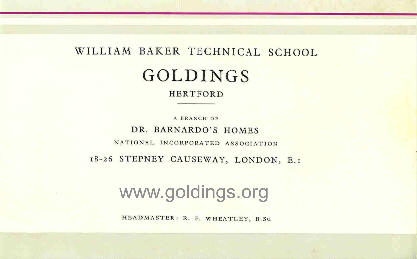 WILLIAM BAKER TECHNICAL SCHOOL
GOLDINGS
HERTFORD
A BRANCH OF
DR. BARNARDO'S HOMES
NATIONAL INCORPORATED ASSOCIATION
18-26 STEPNEY CAUSEWAY, LONDON, E.1
www.goldings.org
HEADMASTER: R. F. WHEATLEY, B.Sc.